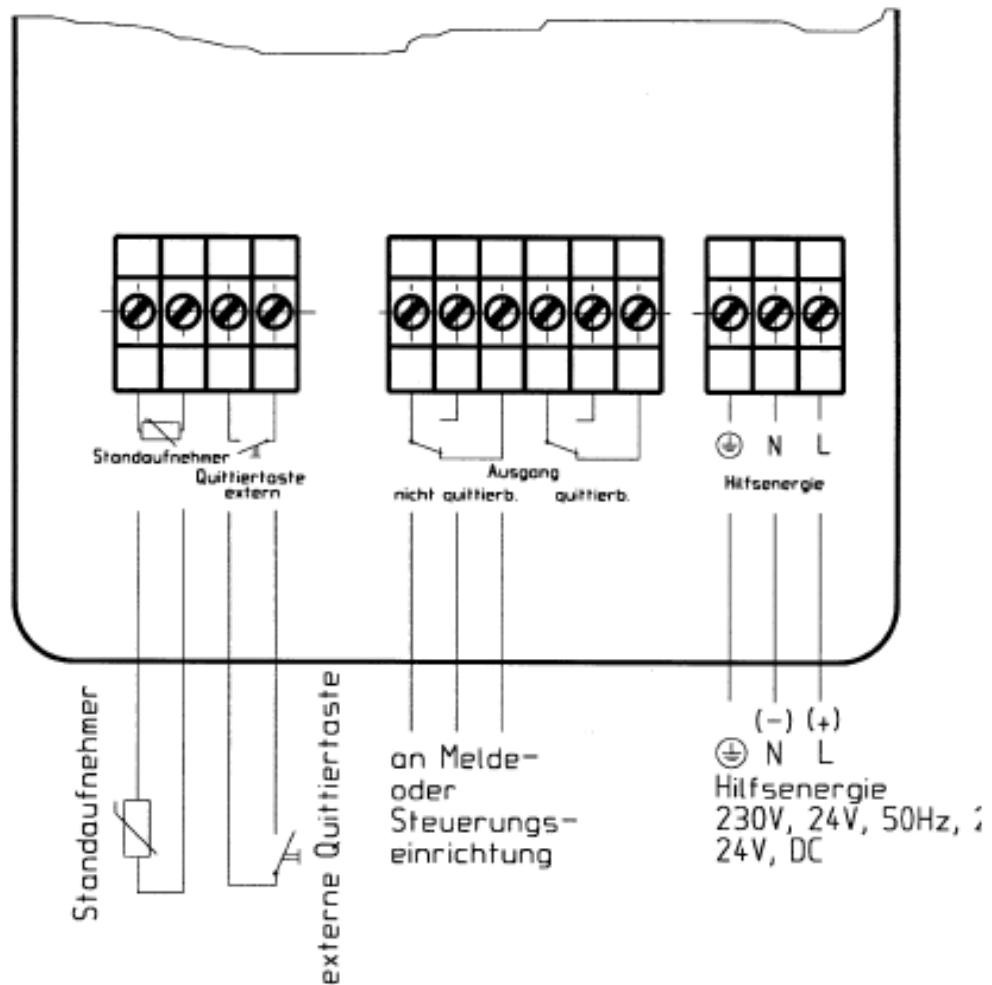 Standaufnehmer
Quittiertaste
extern
Ausgang
nicht quittierb.
quittierb.
N L
Hilfsenergie
Standaufnehmer
externe Quittiertaste
an Melde-
oder
Steuerungs-
einrichtung
(-) (+)
N L
Hilfsenergie
230V, 24V, 50Hz,
24V, DC